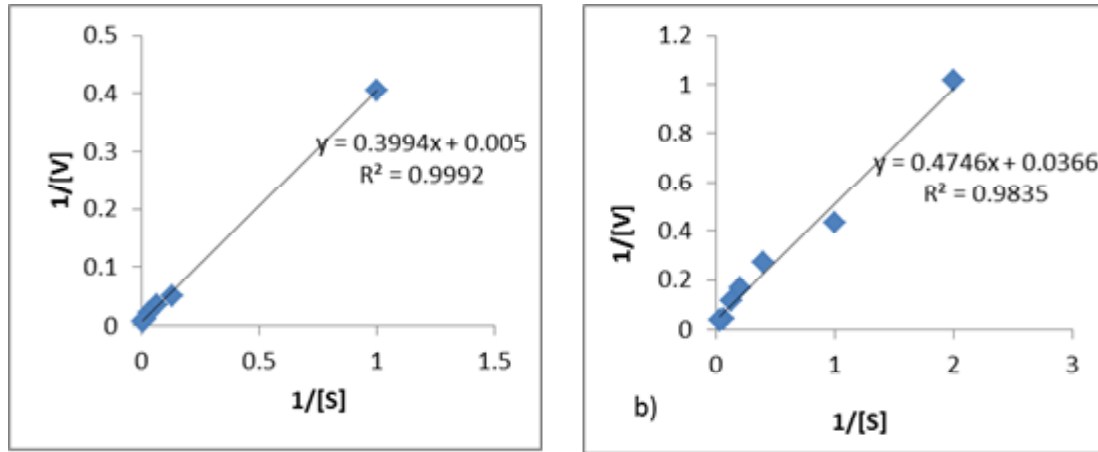 0.5
0.4
0.3
0.2
0.1
0
0
0.5
1
1.5
1/[V]
1/[S]
y = 0.3994x + 0.005
R² = 0.9992
1.2
1
0.8
0.6
0.4
0.2
0
0
1
2
3
1/[V]
y = 0.4746x + 0.0366
R² = 0.9835
b)
1/[S]